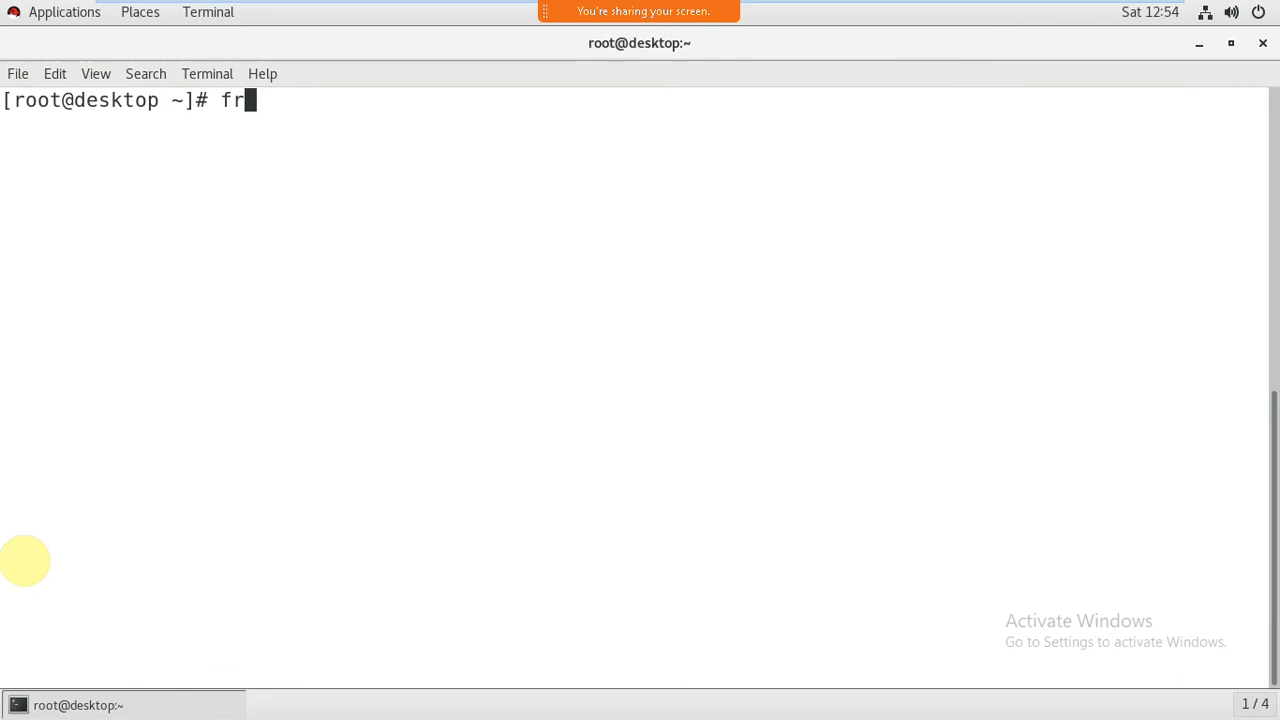 Applications Places Terminal You're sharing your screen. Sat 12:54
root@desktop:~
File Edit View Search Terminal Help
[root@desktop ~]# fr
Activate Windows
Go to Settings to activate Windows.
root@desktop:~ 1 / 4